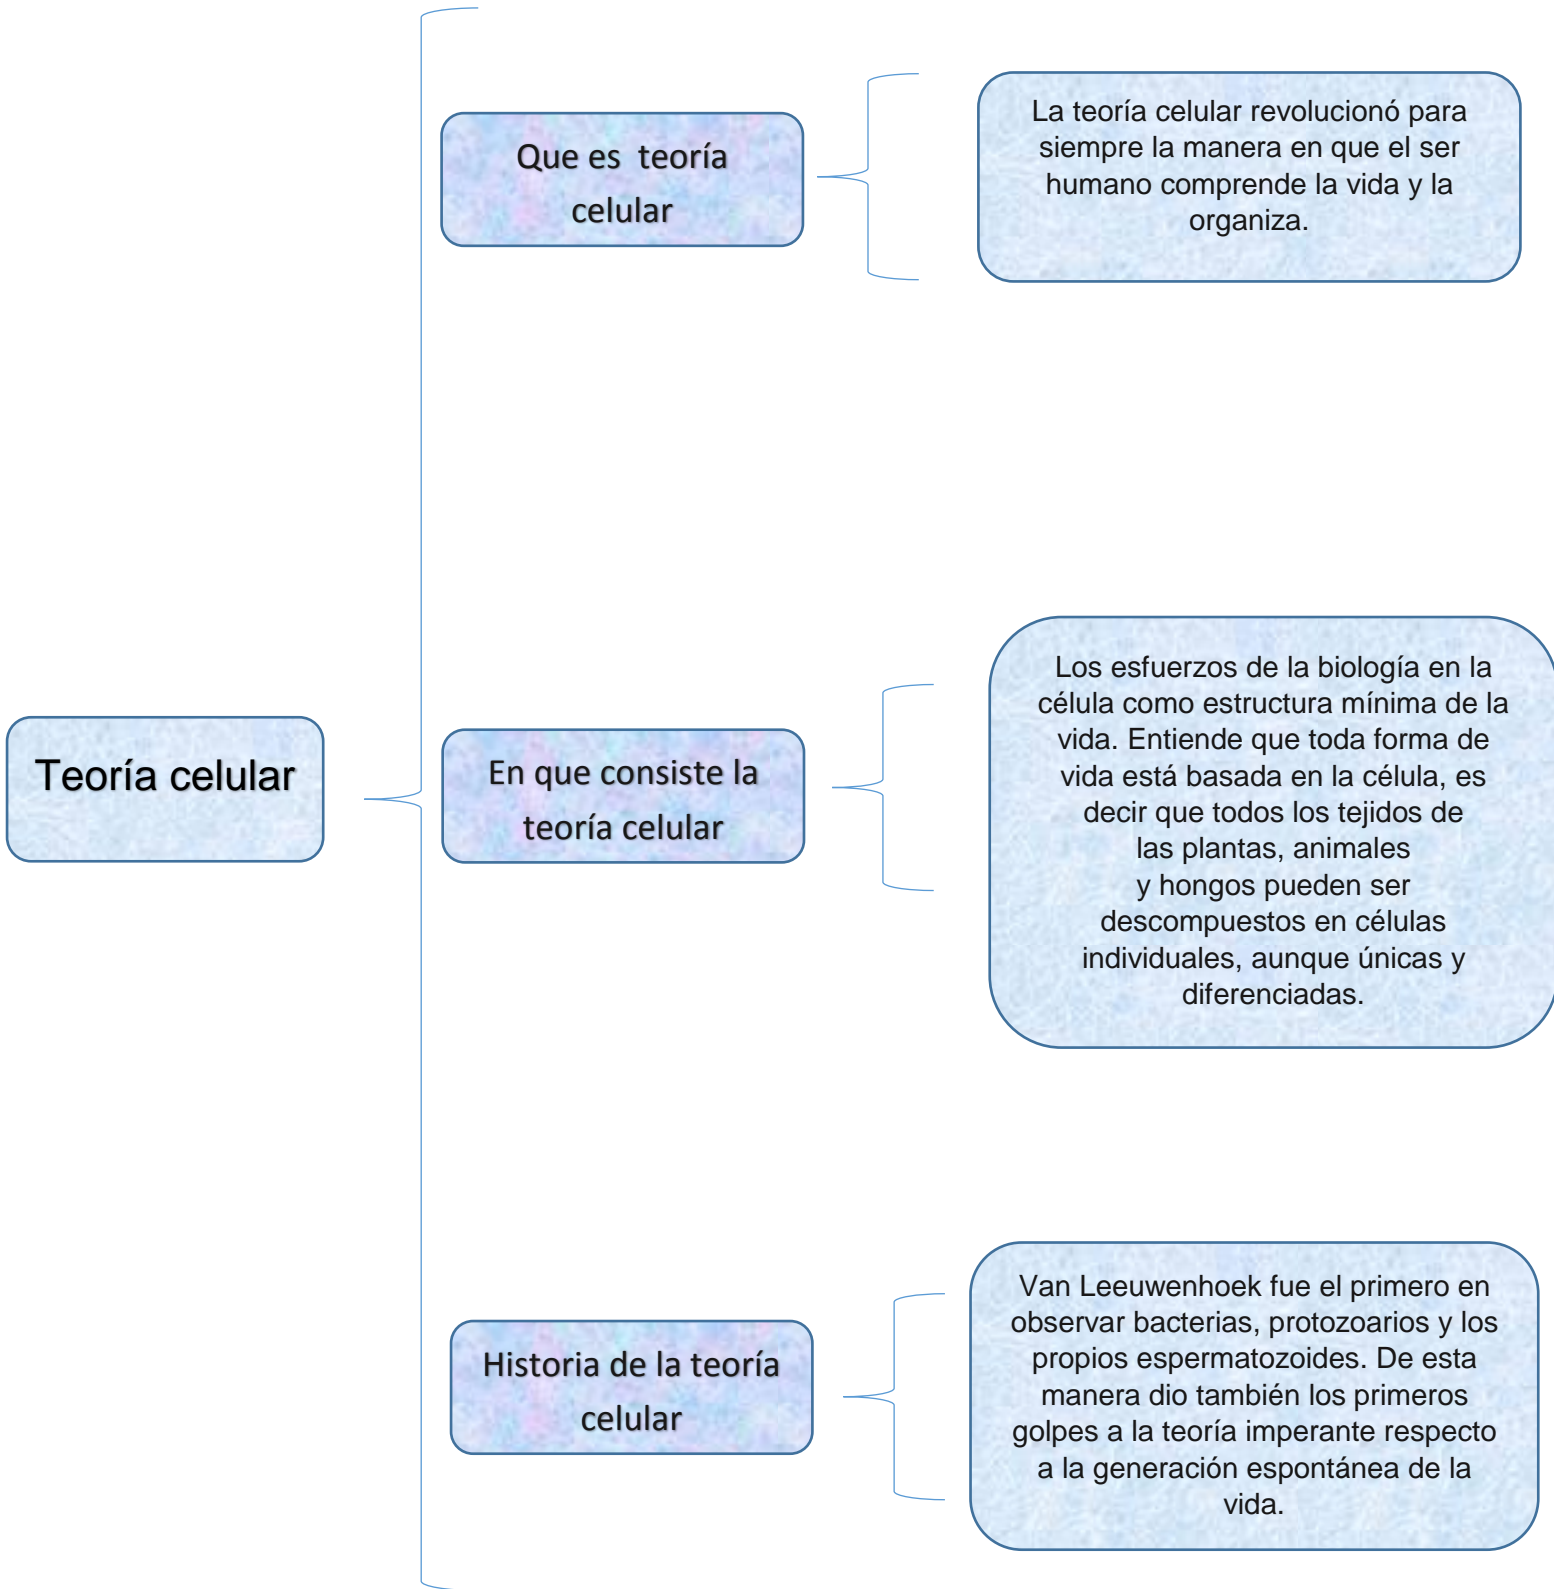 Teoría celular
Que es  teoría
celular
La teoría celular revolucionó para
siempre la manera en que el ser
humano comprende la vida y la
organiza.
En que consiste la
teoría celular
Los esfuerzos de la biología en la
célula como estructura mínima de la
vida. Entiende que toda forma de
vida está basada en la célula, es
decir que todos los tejidos de
las plantas, animales
y hongos pueden ser
descompuestos en células
individuales, aunque únicas y
diferenciadas.
Historia de la teoría
celular
Van Leeuwenhoek fue el primero en
observar bacterias, protozoarios y los
propios espermatozoides. De esta
manera dio también los primeros
golpes a la teoría imperante respecto
a la generación espontánea de la
vida.